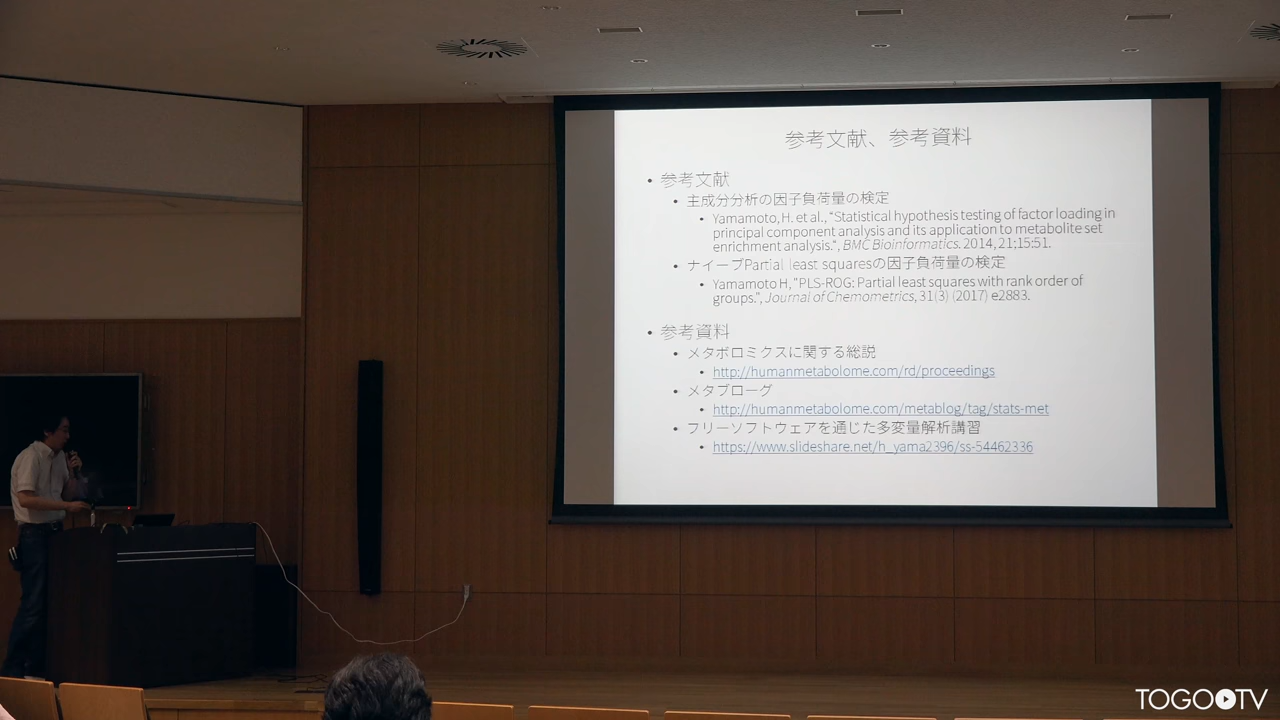 参考文献、参考資料
• 参考文献
• 主成分分析の因子負荷量の検定
• Yamamoto, H. et al., "Statistical hypothesis testing of factor loading in
principal component analysis and its application to metabolite set
enrichment analysis.", BMC Bioinformatics. 2014, 21;15:51.
• ナイーブPartial least squaresの因子負荷量の検定
• Yamamoto H, "PLS-ROG: Partial least squares with rank order of
groups.", Journal of Chemometrics, 31(3) (2017) e2883.
• 参考資料
• メタボロミクスに関する総説
• http://humanmetabolome.com/rd/proceedings
• メタブローグ
• http://humanmetabolome.com/metablog/tag/stats-met
• フリーソフトウェアを通じた多変量解析講習
• https://www.slideshare.net/h_yama2396/ss-54462336
TOGO TV